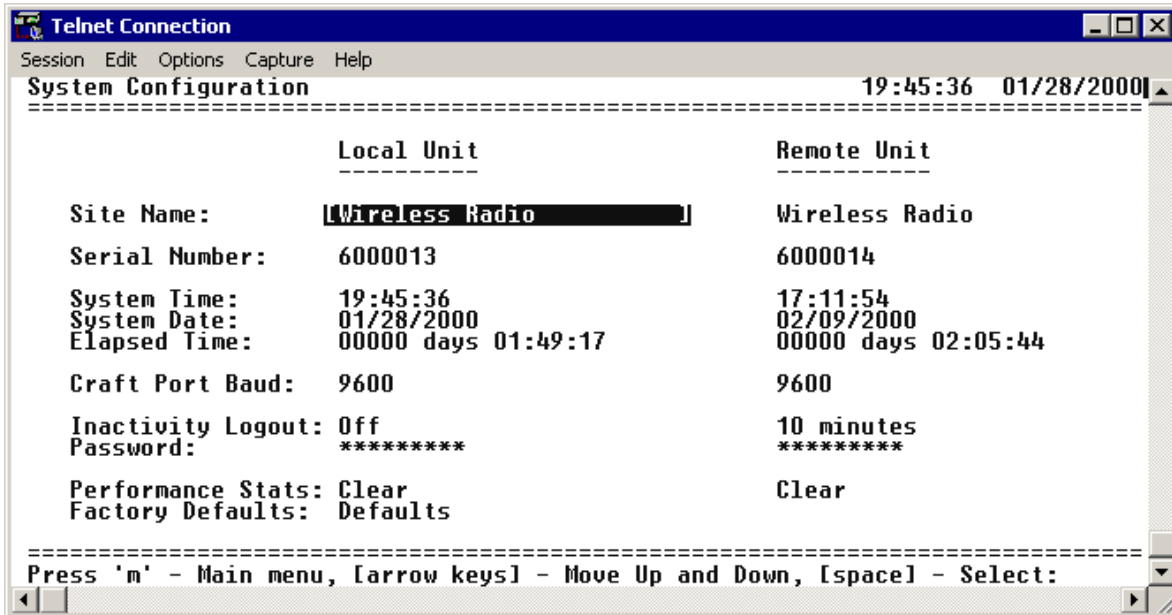 Telnet Connection
Session Edit Options Capture Help
System Configuration 19:45:36 01/28/2000
===============================================================================
Local Unit Remote Unit
---------- -----------
Site Name: [Wireless Radio ] Wireless Radio
Serial Number: 6000013 6000014
System Time: 19:45:36 17:11:54
System Date: 01/28/2000 02/09/2000
Elapsed Time: 00000 days 01:49:17 00000 days 02:05:44
Craft Port Baud: 9600 9600
Inactivity Logout: Off 10 minutes
Password: ********* *********
Performance Stats: Clear Clear
Factory Defaults: Defaults
===============================================================================
Press 'm' - Main menu, [arrow keys] - Move Up and Down, [space] - Select: